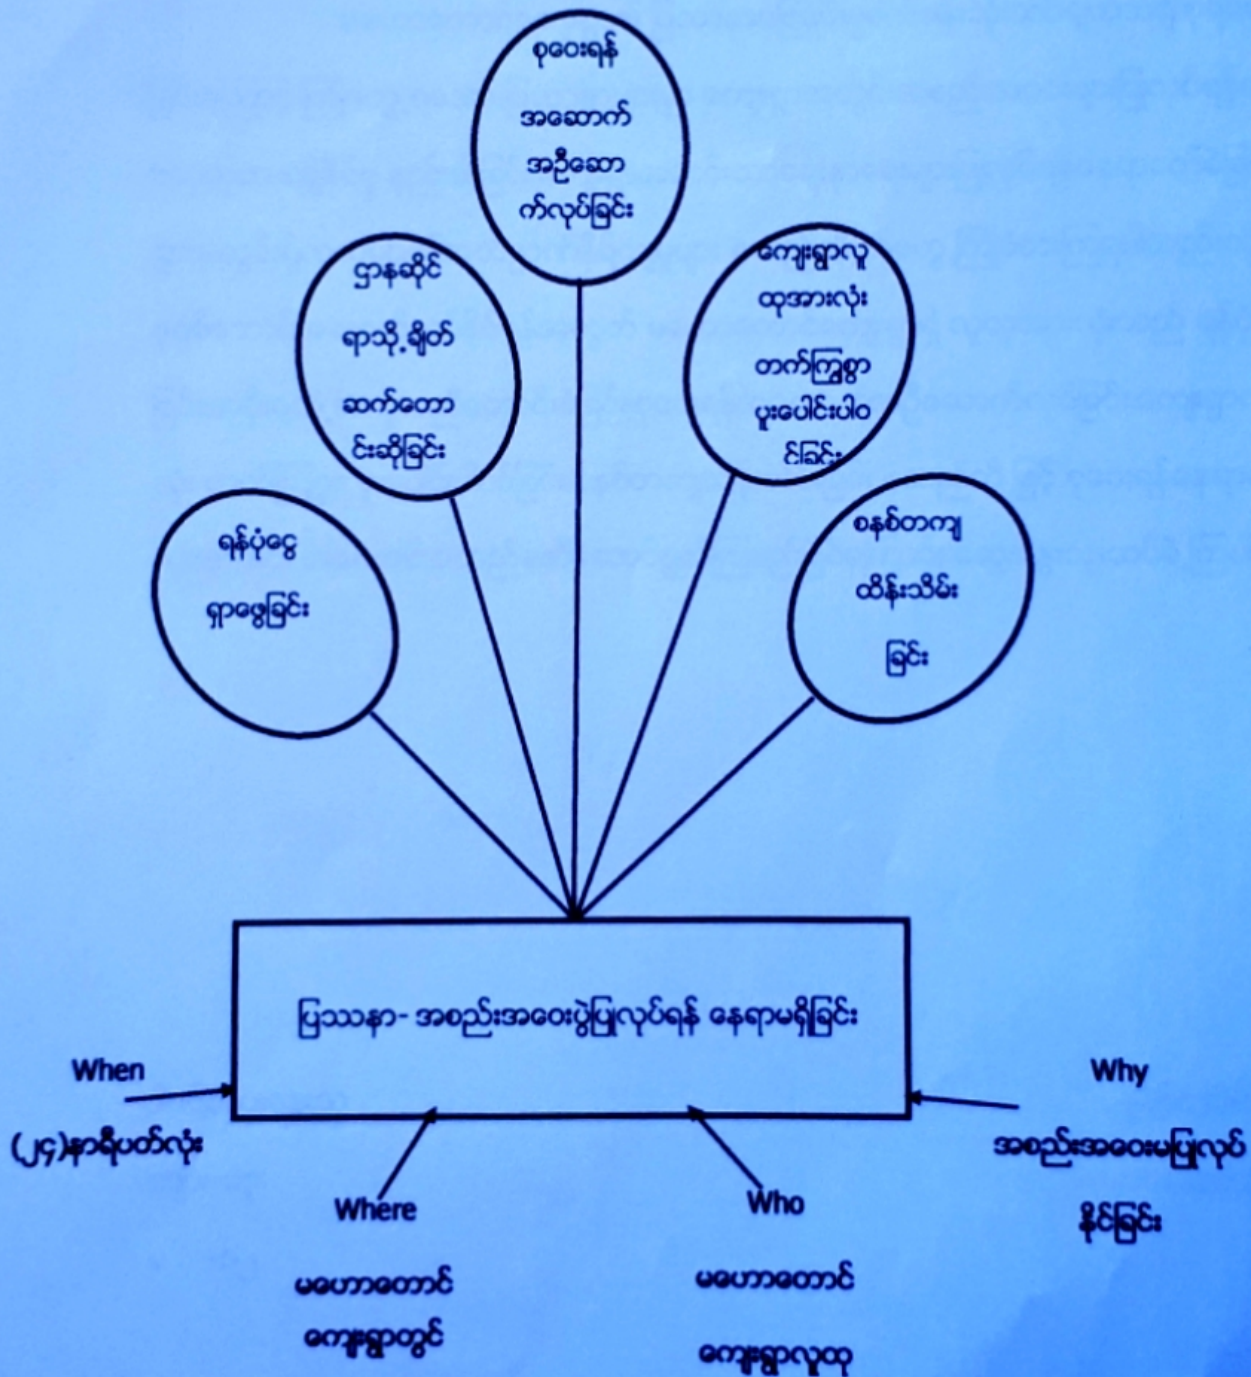 စုဝေးရန်
အဆောက်
အဦဆော
က်လုပ်ခြင်း
ဌာနဆိုင်
ရာသို့ချိတ်
ဆက်တော
င်းဆိုခြင်း
ကျေးရွာလူ
ထုအားလုံး
တက်ကြွစွာ
ပူးပေါင်းပါဝ
င်ခြင်း
ရန်ပုံငွေ
ရှာဖွေခြင်း
စနစ်တကျ
ထိန်းသိမ်း
ခြင်း
ပြဿနာ- အစည်းအဝေးပွဲပြုလုပ်ရန် နေရာမရှိခြင်း
When
(၂၄)နာရီပတ်လုံး
Where
မဟောတောင်
ကျေးရွာတွင်
Who
မဟောတောင်
ကျေးရွာလူထု
Why
အစည်းအဝေးမပြုလုပ်
နိုင်ခြင်း